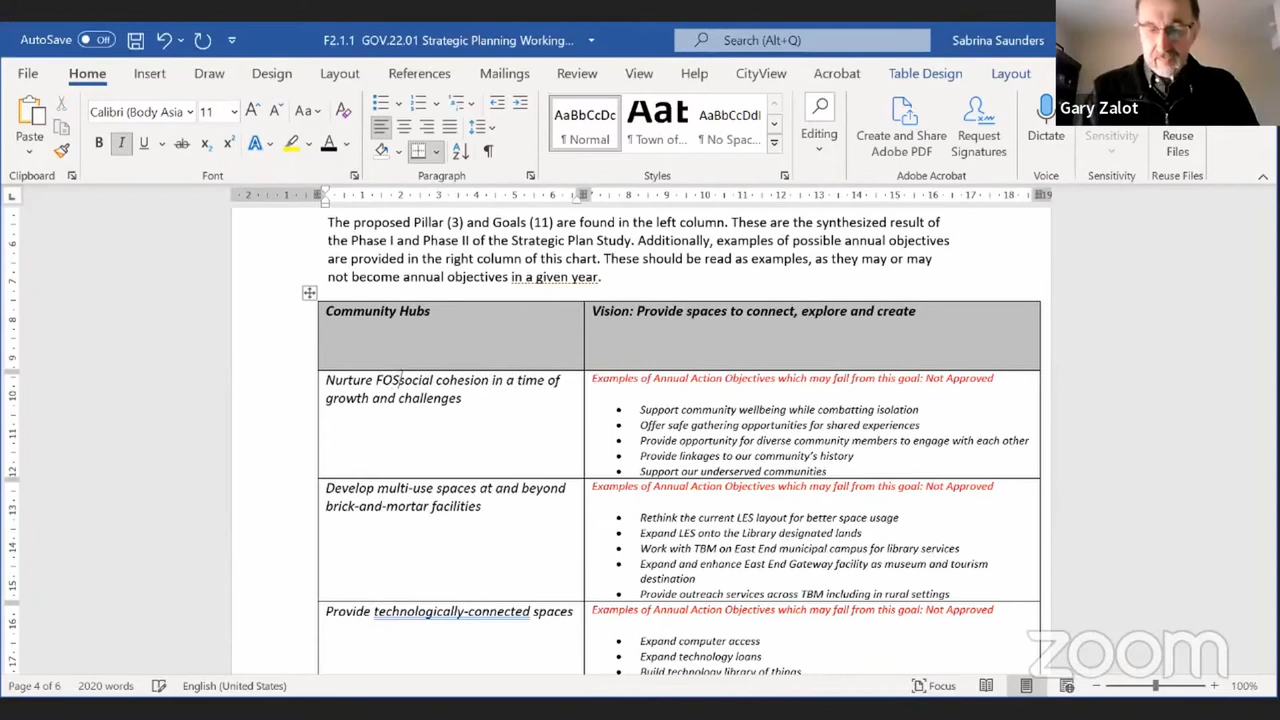 AutoSave Off F2.1.1 GOV.22.01 Strategic Planning Working... Search (Alt+Q) Sabrina Saunders
File Home Insert Draw Design Layout References Mailings Review View Help CityView Acrobat Table Design Layout
Gary Zalot
Paste
Calibri (Body Asia 11
AaBbCcDc AaI AaBbCcDdI
¶ Normal ¶ Town of... ¶ No Spac...
Editing
Create and Share Adobe PDF
Request Signatures
Dictate
Sensitivity
Reuse Files
Clipboard Font Paragraph Styles Adobe Acrobat Voice Sensitivity Reuse Files
The proposed Pillar (3) and Goals (11) are found in the left column. These are the synthesized result of
the Phase I and Phase II of the Strategic Plan Study. Additionally, examples of possible annual objectives
are provided in the right column of this chart. These should be read as examples, as they may or may
not become annual objectives in a given year.
Community Hubs
Vision: Provide spaces to connect, explore and create
Nurture FOSsocial cohesion in a time of
growth and challenges
Examples of Annual Action Objectives which may fall from this goal: Not Approved
• Support community wellbeing while combatting isolation
• Offer safe gathering opportunities for shared experiences
• Provide opportunity for diverse community members to engage with each other
• Provide linkages to our community's history
• Support our underserved communities
Develop multi-use spaces at and beyond
brick-and-mortar facilities
Examples of Annual Action Objectives which may fall from this goal: Not Approved
• Rethink the current LES layout for better space usage
• Expand LES onto the Library designated lands
• Work with TBM on East End municipal campus for library services
• Expand and enhance East End Gateway facility as museum and tourism
destination
• Provide outreach services across TBM including in rural settings
Provide technologically-connected spaces
Examples of Annual Action Objectives which may fall from this goal: Not Approved
• Expand computer access
• Expand technology loans
• Build technology library of things
zoom
Page 4 of 6 2020 words English (United States) Focus 100%